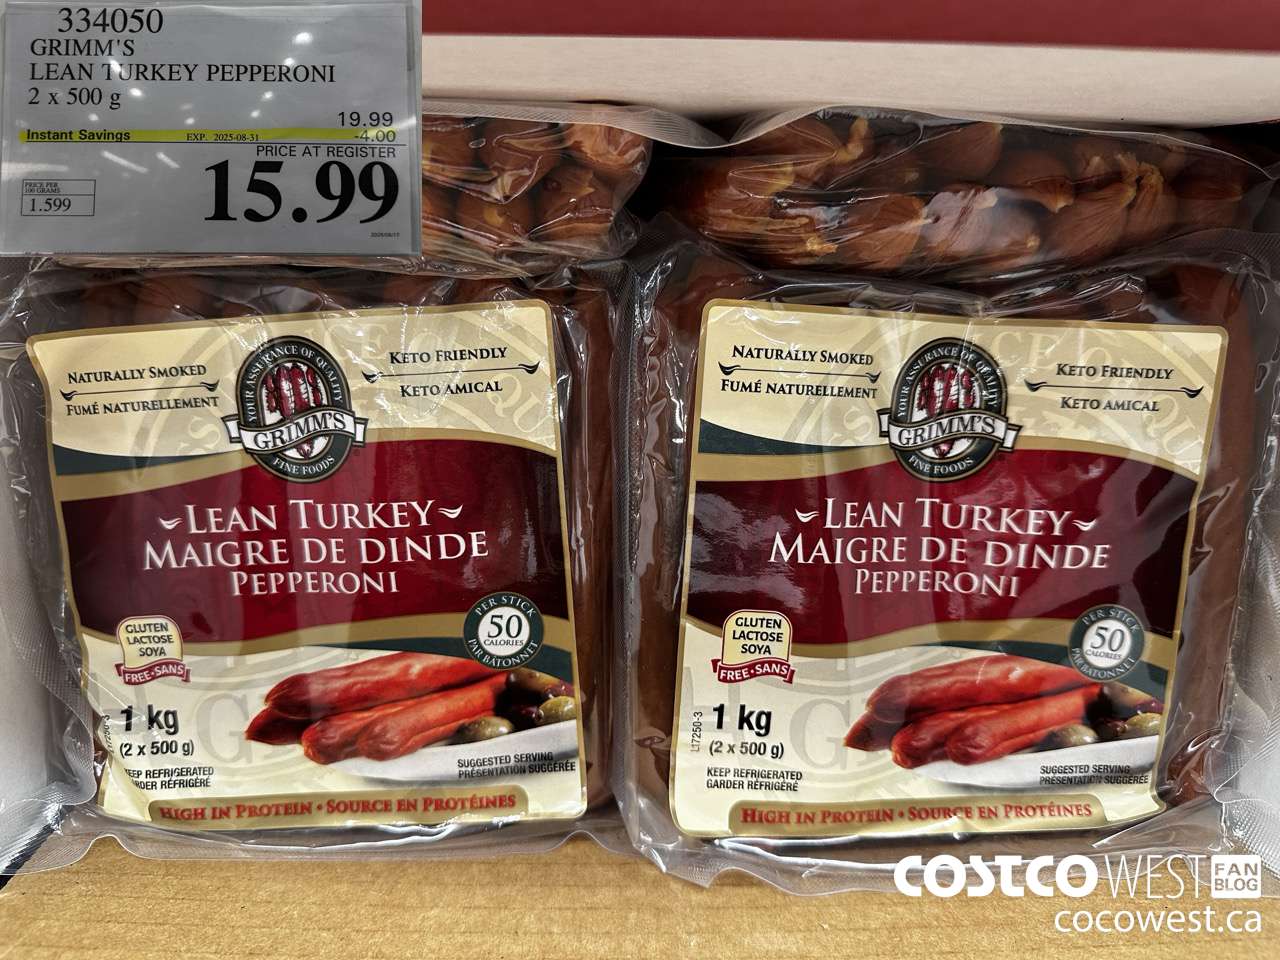 334050
GRIMM'S
LEAN TURKEY PEPPERONI
2 x 500 g
19.99
Instant Savings EXP. 2025-08-31 -4.00
PRICE AT REGISTER
PRICE PER
100 GRAMS
1.599
15.99
NATURALLY SMOKED
FUMÉ NATURELLEMENT
YOUR ASSURANCE OF QUALITY
GRIMM'S
FINE FOODS
KETO FRIENDLY
KETO AMICAL
LEAN TURKEY
MAIGRE DE DINDE
PEPPERONI
GLUTEN
LACTOSE
SOYA
FREE•SANS
PER STICK
50
CALORIES
PAR BATONNET
1 kg
(2 x 500 g)
EEP REFRIGERATED
ARDER RÉFRIGÉRÉ
SUGGESTED SERVING
PRÉSENTATION SUGGÉRÉE
HIGH IN PROTEIN • SOURCE EN PROTÉINES
NATURALLY SMOKED
FUMÉ NATURELLEMENT
YOUR ASSURANCE OF QUALITY
GRIMM'S
FINE FOODS
KETO FRIENDLY
KETO AMICAL
LEAN TURKEY
MAIGRE DE DINDE
PEPPERONI
GLUTEN
LACTOSE
SOYA
FREE•SANS
PER STICK
50
CALORIES
PAR BATONNET
L17250-3
1 kg
(2 x 500 g)
KEEP REFRIGERATED
GARDER RÉFRIGÉRÉ
SUGGESTED SERVING
PRÉSENTATION SUGGÉRÉE
HIGH IN PROTEIN • SOURCE EN PROTÉINES
COSTCO WEST FAN BLOG
cocowest.ca